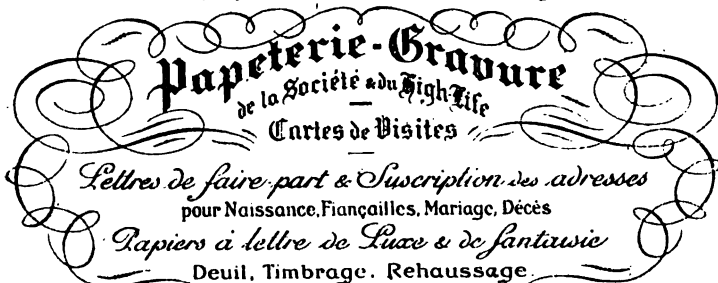 Papeterie-Gravure
de la Société & du High-Life
Cartes de Visites
Lettres de faire part & Suscription des adresses
pour Naissance, Fiançailles, Mariage, Décès
Papiers à lettre de Luxe & de fantaisie
Deuil, Timbrage. Rehaussage.